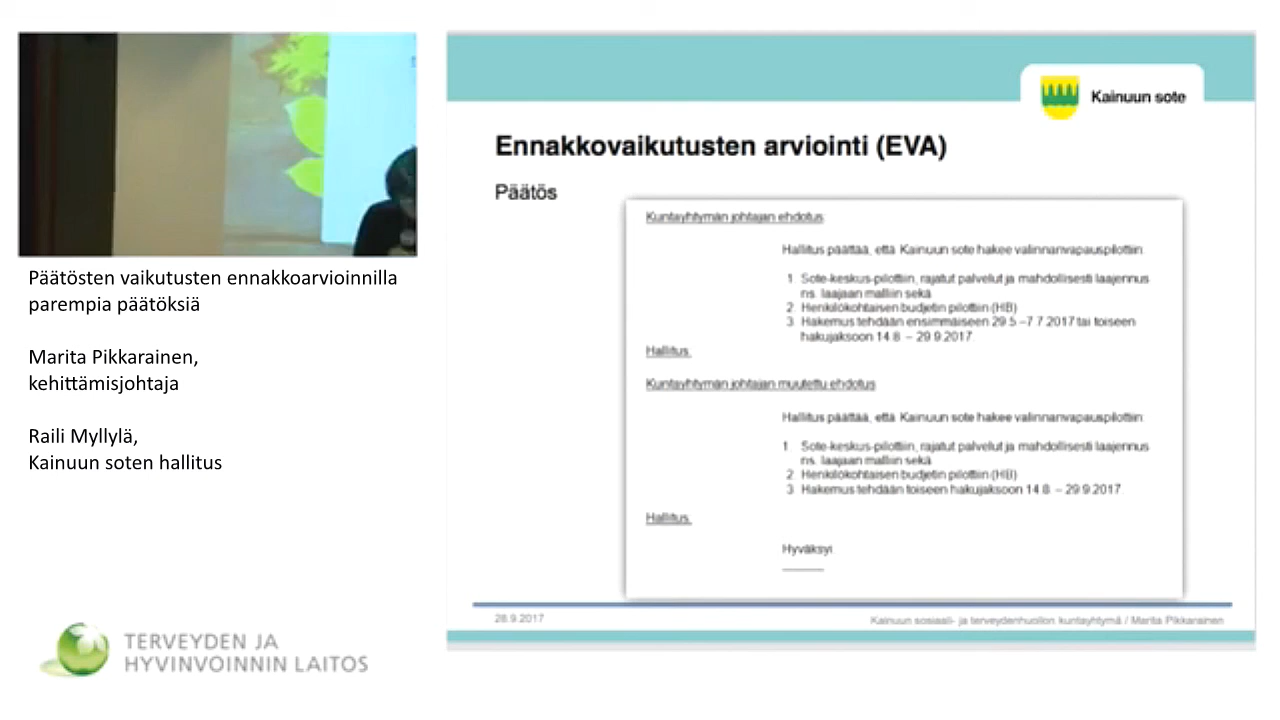 Päätösten vaikutusten ennakkoarvioinnilla
parempia päätöksiä
Marita Pikkarainen,
kehittämisjohtaja
Raili Myllylä,
Kainuun soten hallitus
TERVEYDEN JA
HYVINVOINNIN LAITOS
Kainuun sote
Ennakkovaikutusten arviointi (EVA)
Päätös
Kuntayhtymän johtajan ehdotus
Hallitus päättää, että Kainuun sote hakee valinnanvapauspilottiin:
1 Sote-keskus-pilottiin, rajatut palvelut ja mahdollisesti laajennus
ns. laajaan malliin sekä
2 Henkilökohtaisen budjetin pilottiin (HB)
3 Hakemus tehdään ensimmäiseen 29.5.–7.7.2017 tai toiseen
hakujaksoon 14.8. – 29.9.2017
Hallitus:
Kuntayhtymän johtajan muutettu ehdotus
Hallitus päättää, että Kainuun sote hakee valinnanvapauspilottiin:
1 Sote-keskus-pilottiin, rajatut palvelut ja mahdollisesti laajennus
ns. laajaan malliin sekä
2 Henkilökohtaisen budjetin pilottiin (HB)
3 Hakemus tehdään toiseen hakujaksoon 14.8. – 29.9.2017.
Hallitus:
Hyväksyi
28.9.2017
Kainuun sosiaali- ja terveydenhuollon kuntayhtymä / Marita Pikkarainen